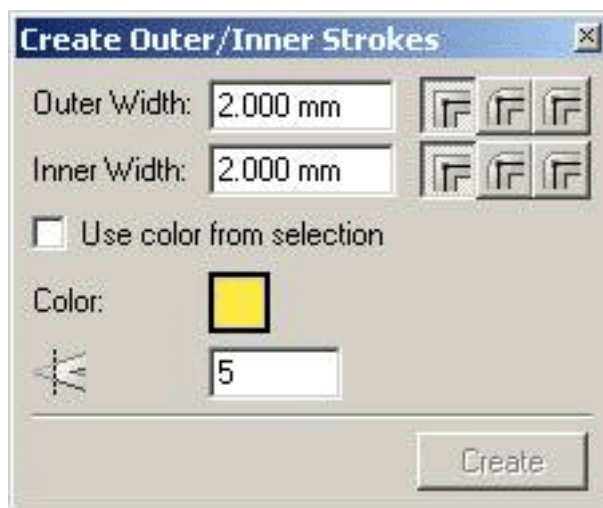 Create Outer/Inner Strokes
Outer Width: 2.000 mm
Inner Width: 2.000 mm
Use color from selection
Color:
5
Create